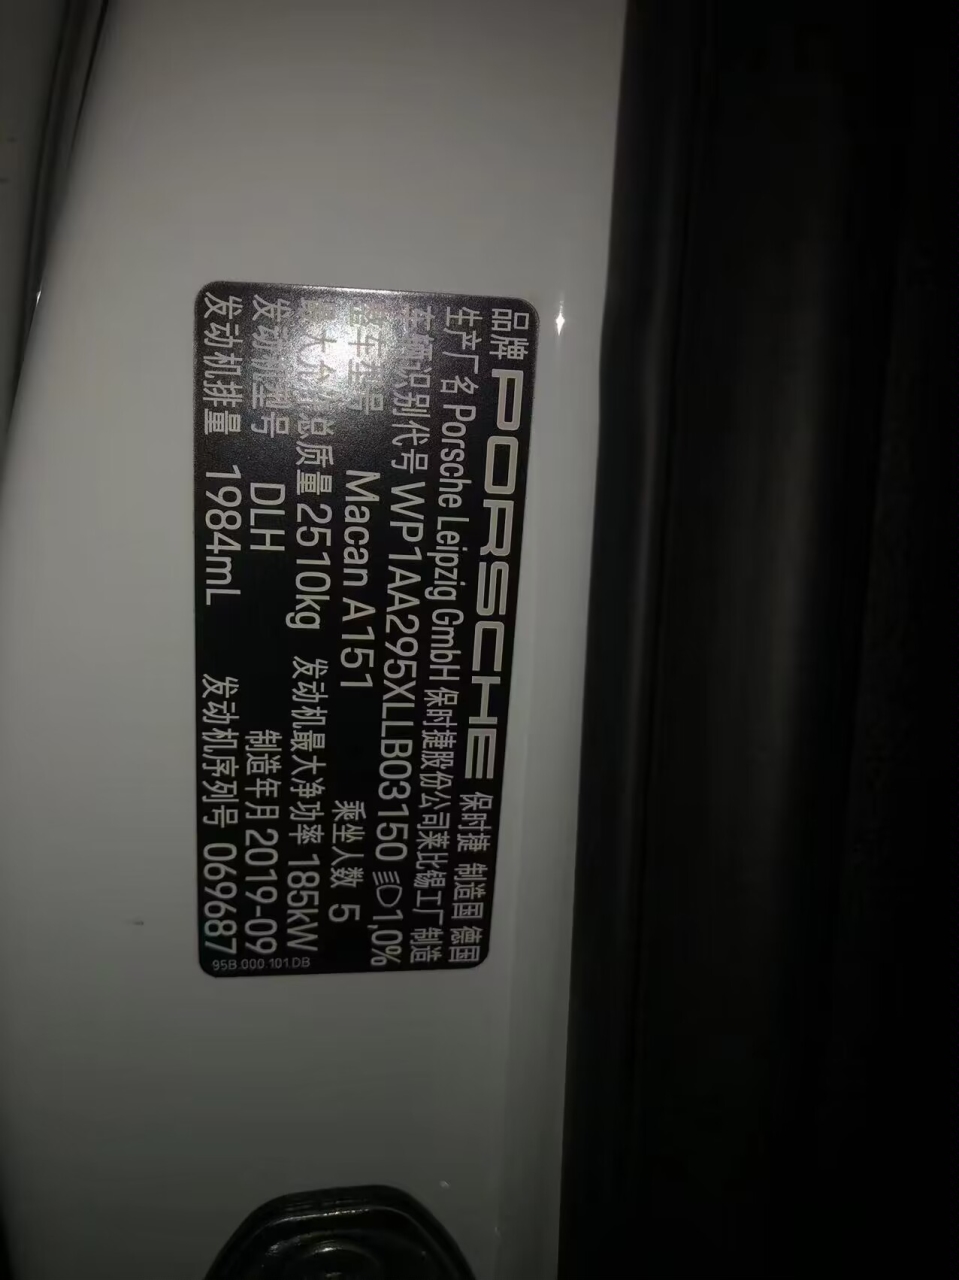 品牌 PORSCHE 保时捷 制造国 德国
生产厂名 Porsche Leipzig GmbH 保时捷股份公司莱比锡工厂制造
车辆识别代号 WP1AA295XLLB03150 1,0%
整车型号 Macan A151 乘坐人数 5
最大允许总质量 2510kg 发动机最大净功率 185kW
发动机型号 DLH 制造年月 2019-09
发动机排量 1984mL 发动机序列号 069687
95B.000.101.DB